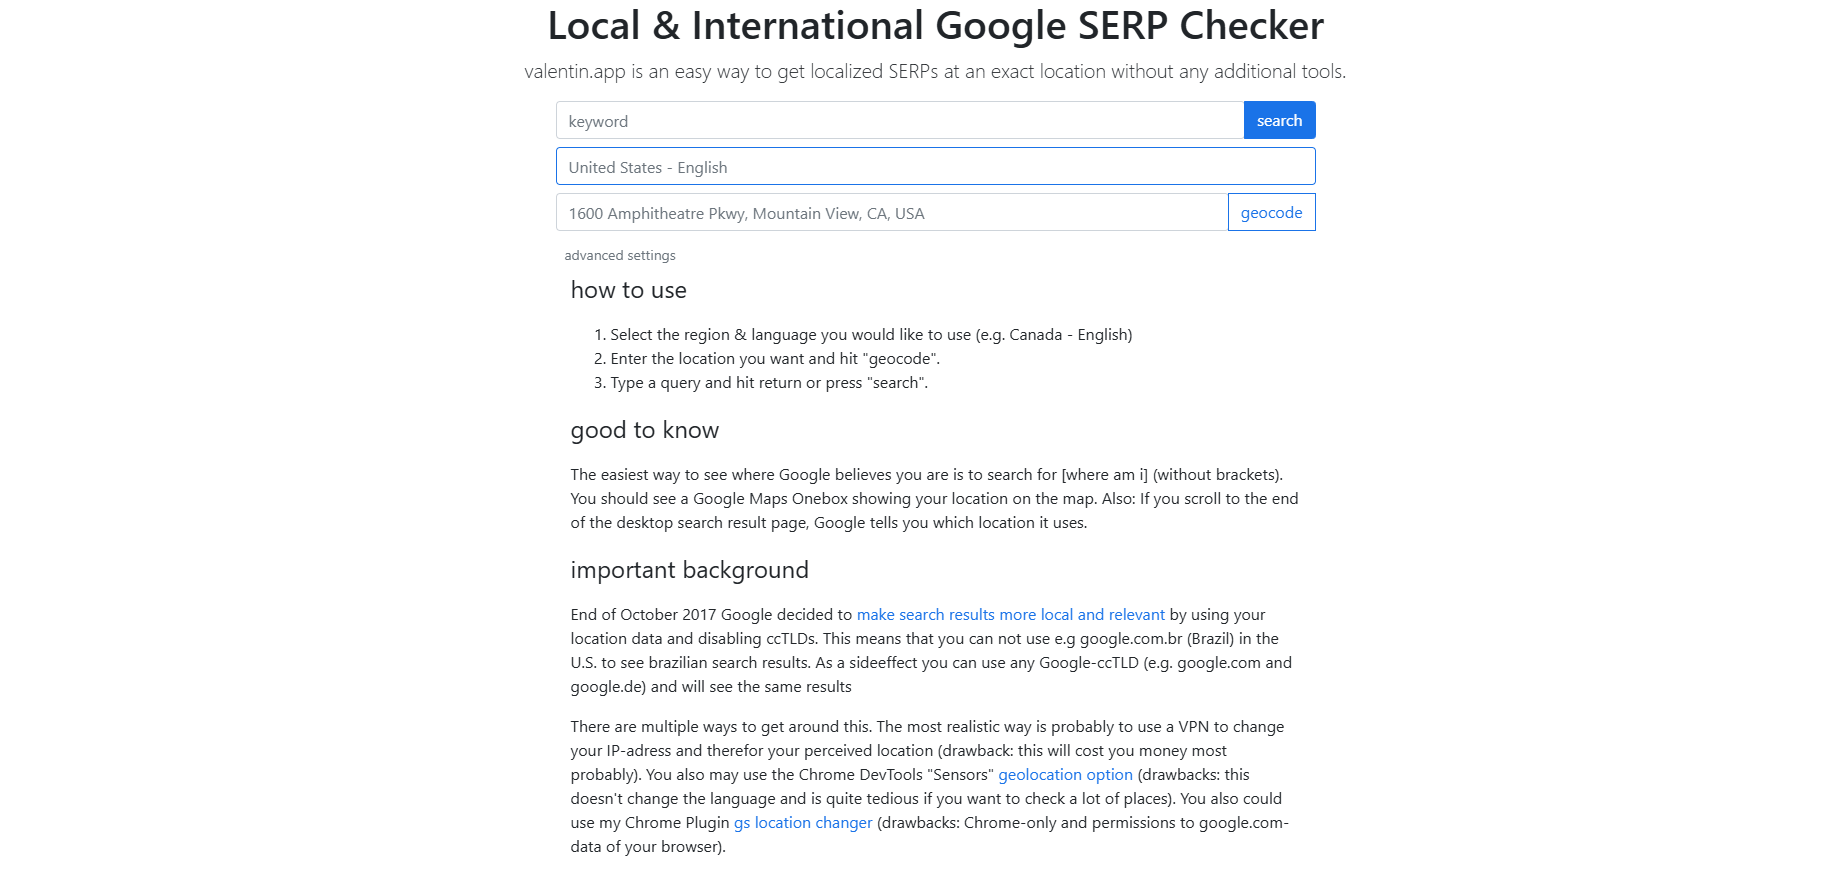 Local & International Google SERP Checker
valentin.app is an easy way to get localized SERPs at an exact location without any additional tools.
keyword
search
United States - English
1600 Amphitheatre Pkwy, Mountain View, CA, USA
geocode
advanced settings
how to use
1. Select the region & language you would like to use (e.g. Canada - English)
2. Enter the location you want and hit "geocode".
3. Type a query and hit return or press "search".
good to know
The easiest way to see where Google believes you are is to search for [where am i] (without brackets).
You should see a Google Maps Onebox showing your location on the map. Also: If you scroll to the end
of the desktop search result page, Google tells you which location it uses.
important background
End of October 2017 Google decided to make search results more local and relevant by using your
location data and disabling ccTLDs. This means that you can not use e.g google.com.br (Brazil) in the
U.S. to see brazilian search results. As a sideeffect you can use any Google-ccTLD (e.g. google.com and
google.de) and will see the same results
There are multiple ways to get around this. The most realistic way is probably to use a VPN to change
your IP-adress and therefor your perceived location (drawback: this will cost you money most
probably). You also may use the Chrome DevTools "Sensors" geolocation option (drawbacks: this
doesn't change the language and is quite tedious if you want to check a lot of places). You also could
use my Chrome Plugin gs location changer (drawbacks: Chrome-only and permissions to google.com-
data of your browser).